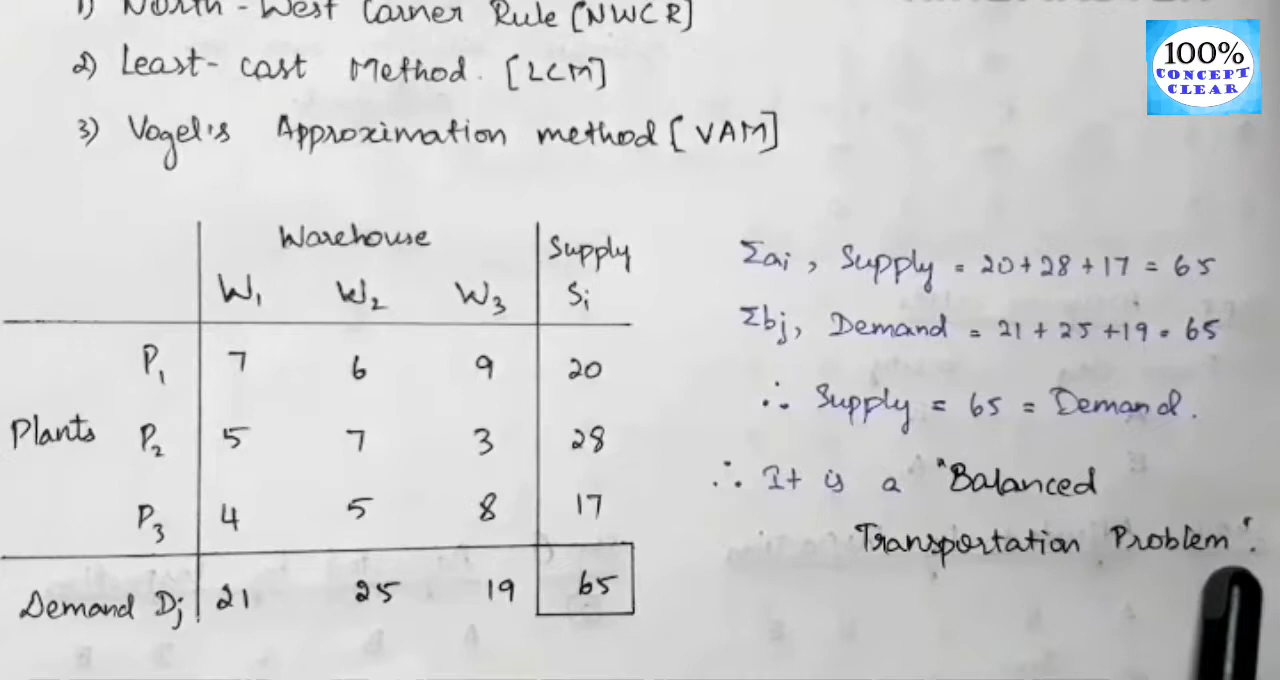 1) North-West Corner Rule [NWCR]
2) Least-cost Method. [LCM]
3) Vogel's Approximation method [VAM]
100%
CONCEPT
CLEAR
Warehouse Supply
W1 W2 W3 Si
P1 7 6 9 20
Plants P2 5 7 3 28
P3 4 5 8 17
Demand Dj 21 25 19 65
Σai, Supply = 20+28+17 = 65
Σbj, Demand = 21+25+19 = 65
∴ Supply = 65 = Demand.
∴ It is a "Balanced
Transportation Problem".